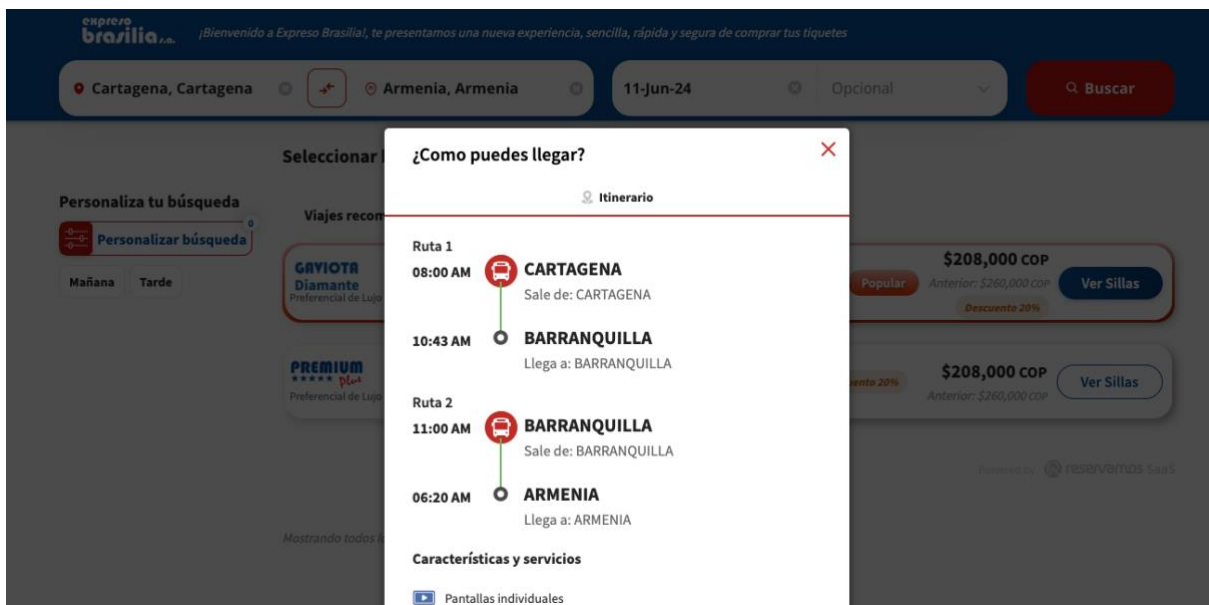 expreso
brasilia s.a.
¡Bienvenido a Expreso Brasilia!, te presentamos una nueva experiencia, sencilla, rápida y segura de comprar tus tiquetes
Cartagena, Cartagena
Armenia, Armenia
11-Jun-24
Opcional
Buscar
Seleccionar
¿Como puedes llegar?
Itinerario
Personaliza tu búsqueda
Personalizar búsqueda
0
Mañana Tarde
Viajes recom
GAVIOTA
Diamante
Preferencial de Lujo
Popular
$208,000 COP
Anterior: $260,000 COP
Descuento 20%
Ver Sillas
PREMIUM
Plus
Preferencial de Lujo
ento 20%
$208,000 COP
Anterior: $260,000 COP
Ver Sillas
Ruta 1
08:00 AM CARTAGENA
Sale de: CARTAGENA
10:43 AM BARRANQUILLA
Llega a: BARRANQUILLA
Ruta 2
11:00 AM BARRANQUILLA
Sale de: BARRANQUILLA
06:20 AM ARMENIA
Llega a: ARMENIA
Powered by reservamos SaaS
Mostrando todos
Características y servicios
Pantallas individuales